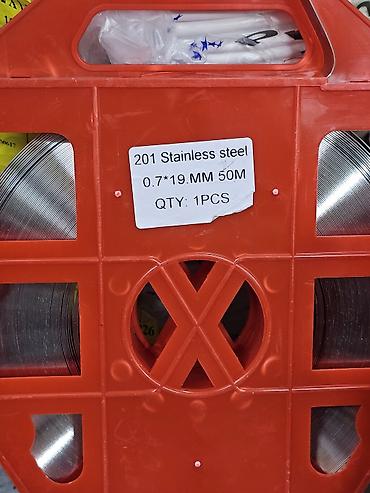 201 Stainless steel
0.7*19.MM 50M
QTY: 1PCS